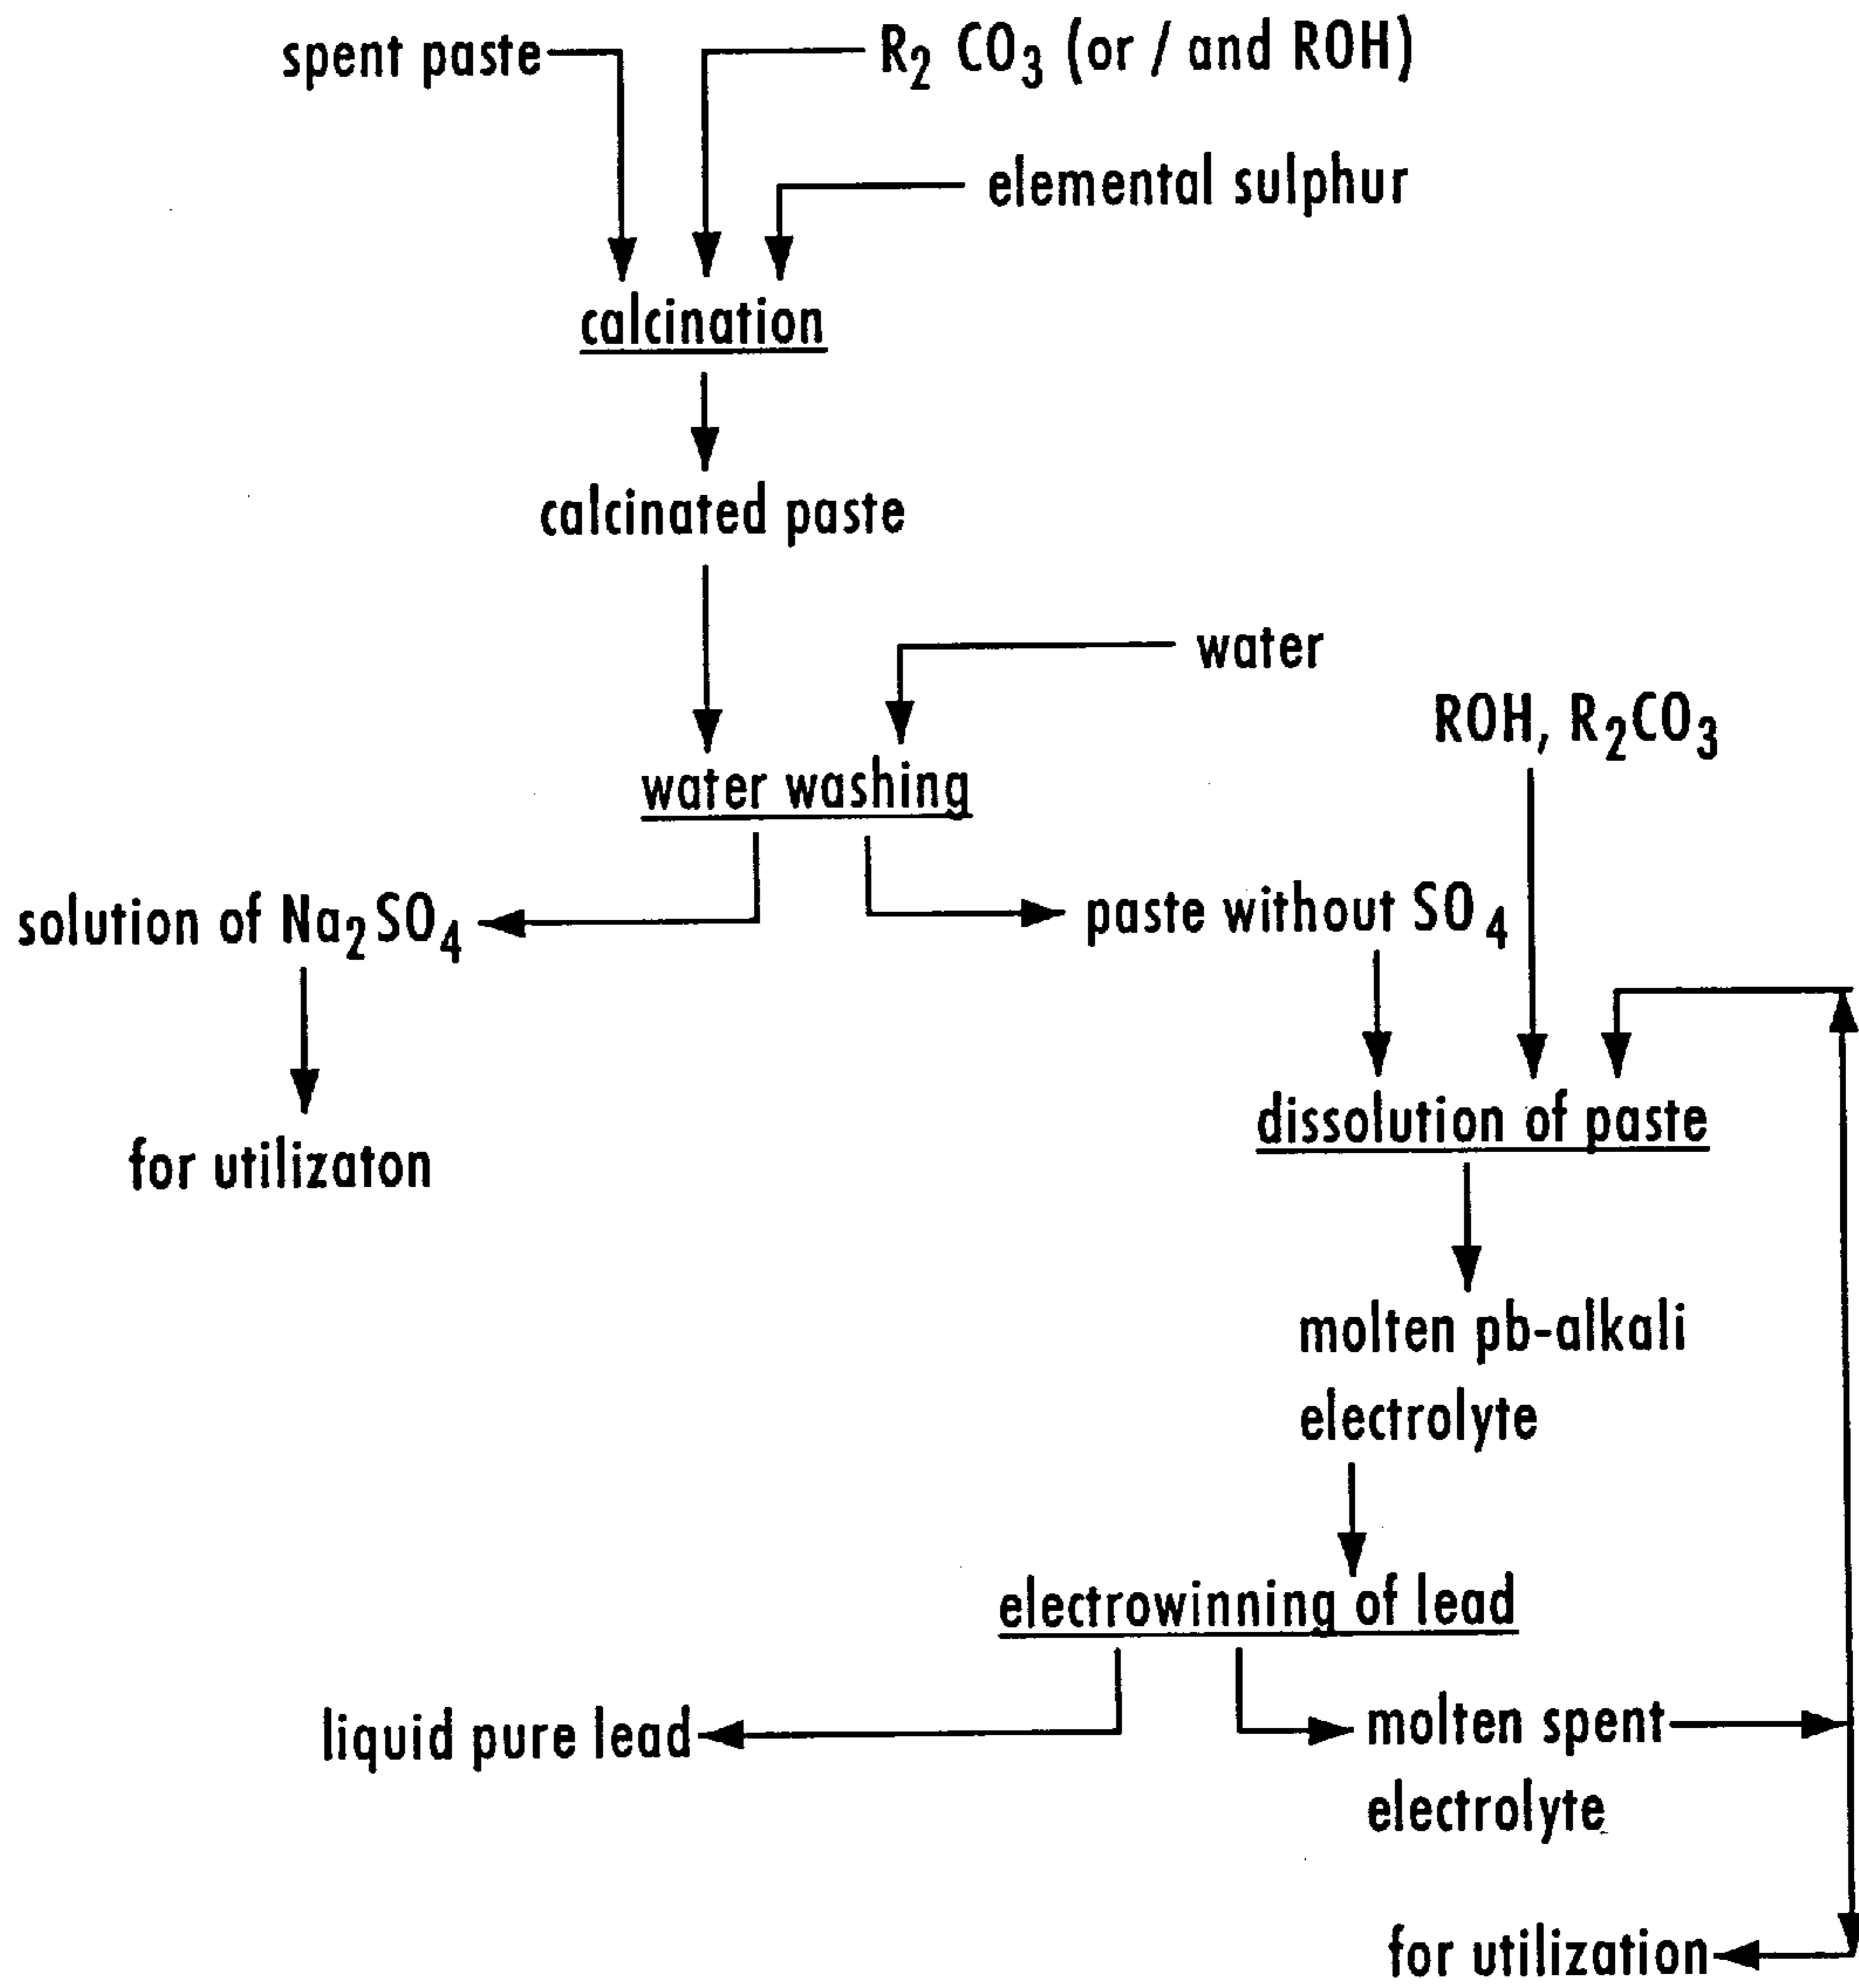 spent paste
R₂ CO₃ (or / and ROH)
elemental sulphur
calcination
calcinated paste
water
ROH, R₂CO₃
water washing
solution of Na₂SO₄
paste without SO₄
dissolution of paste
for utilizaton
molten pb-alkali
electrolyte
electrowinning of lead
liquid pure lead
molten spent
electrolyte
for utilization